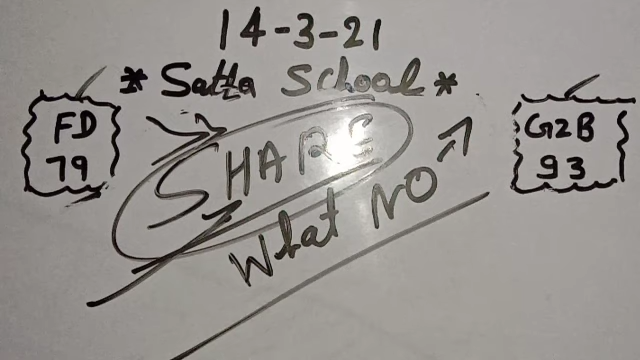 14-3-21
* Satta School *
FD
79
SHARE
What NO
G2B
93